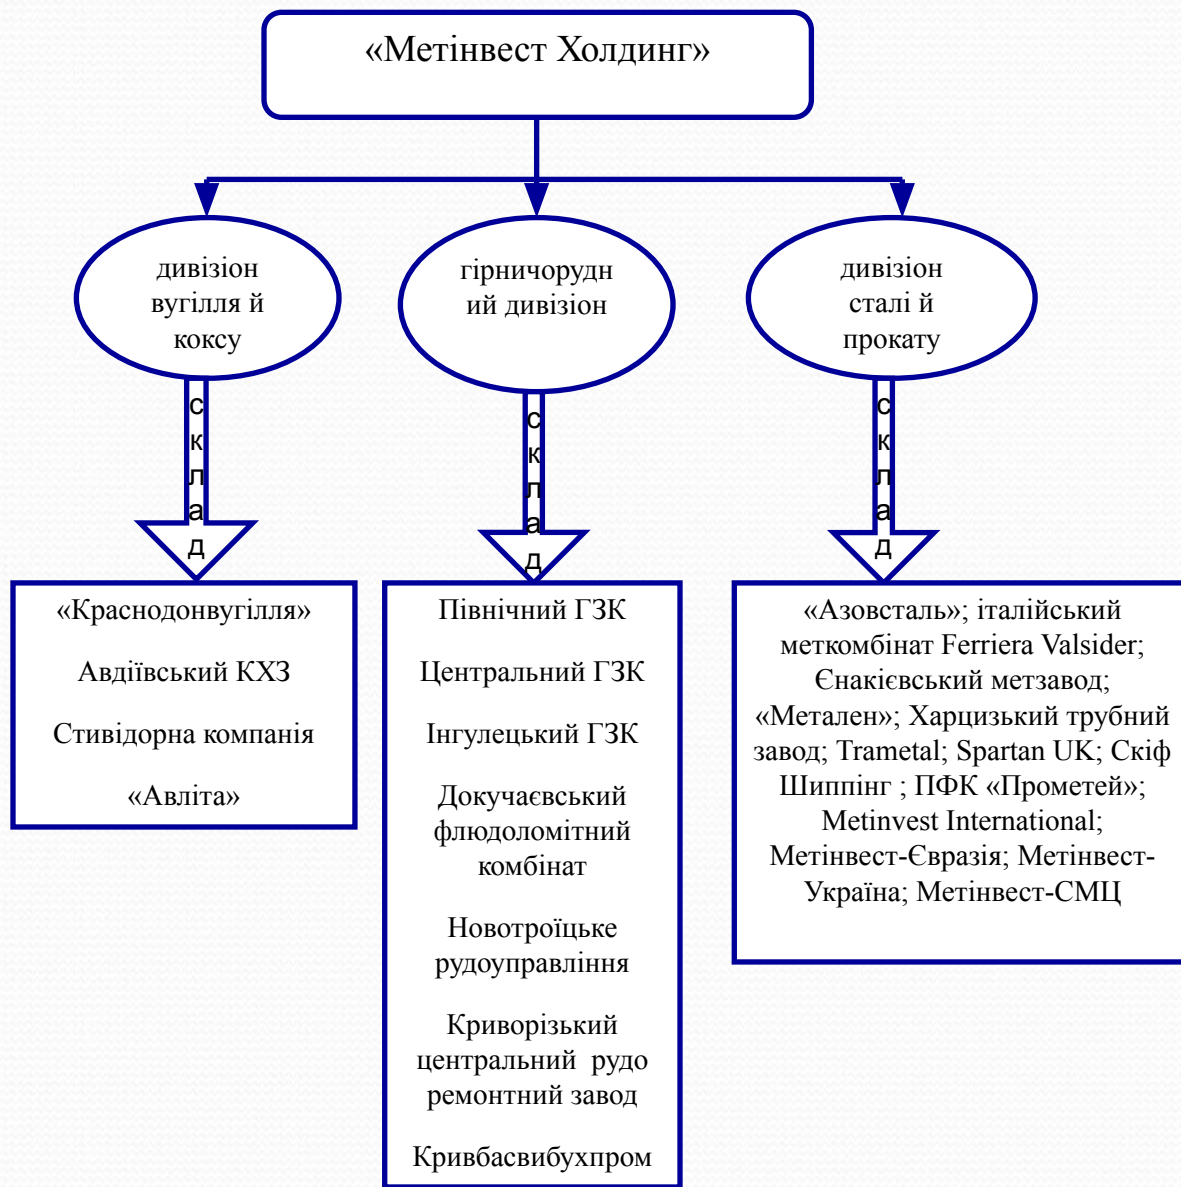 «Метінвест Холдинг»
дивізіон
вугілля й
коксу
гірничорудн
ий дивізіон
дивізіон
сталі й
прокату
склад
склад
склад
«Краснодонвугілля»
Авдіївський КХЗ
Стивідорна компанія
«Авліта»
Північний ГЗК
Центральний ГЗК
Інгулецький ГЗК
Докучаєвський
флюдоломітний
комбінат
Новотроїцьке
рудоуправління
Криворізький
центральний рудо
ремонтний завод
Кривбасвибухпром
«Азовсталь»; італійський
меткомбінат Ferriera Valsider;
Єнакієвський метзавод;
«Метален»; Харцизький трубний
завод; Trametal; Spartan UK; Скіф
Шиппінг ; ПФК «Прометей»;
Metinvest International;
Метінвест-Євразія; Метінвест-
Україна; Метінвест-СМЦ